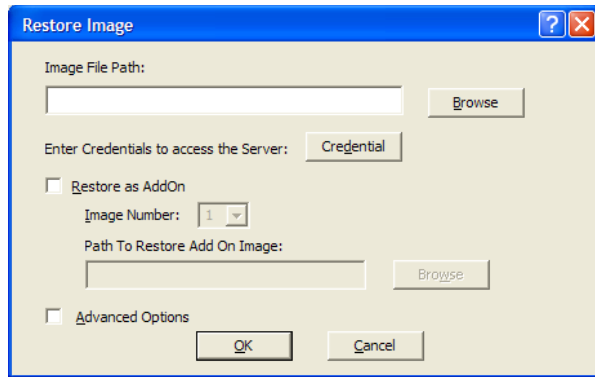 Restore Image
Image File Path:
Browse
Enter Credentials to access the Server: Credential
Restore as AddOn
Image Number: 1
Path To Restore Add On Image:
Browse
Advanced Options
OK Cancel